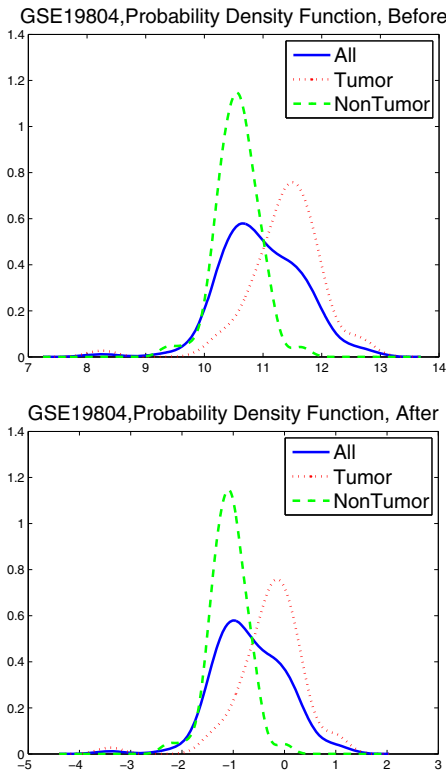 GSE19804,Probability Density Function, Before
1.4
1.2
1
0.8
0.6
0.4
0.2
0
7 8 9 10 11 12 13 14
All
Tumor
NonTumor
GSE19804,Probability Density Function, After
1.4
1.2
1
0.8
0.6
0.4
0.2
0
−5 −4 −3 −2 −1 0 1 2 3
All
Tumor
NonTumor